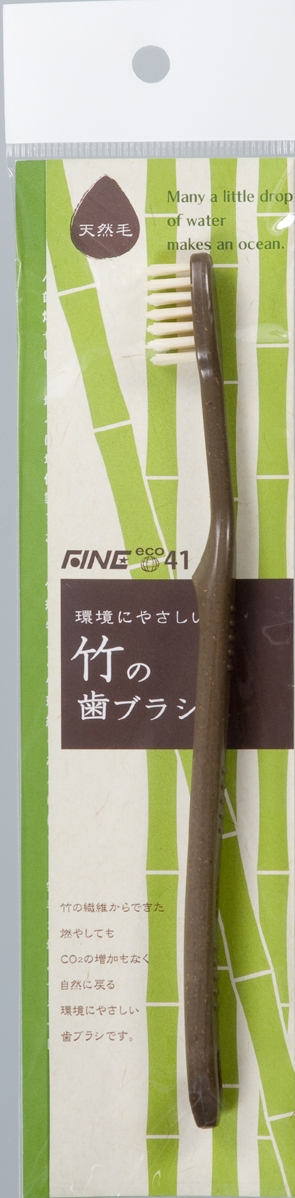 天然毛
Many a little drop
of water
makes an ocean.
FINE eco 41
環境にやさしい
竹の
歯ブラシ
竹の繊維からできた
燃やしても
CO₂の増加もなく
自然に戻る
環境にやさしい
歯ブラシです。